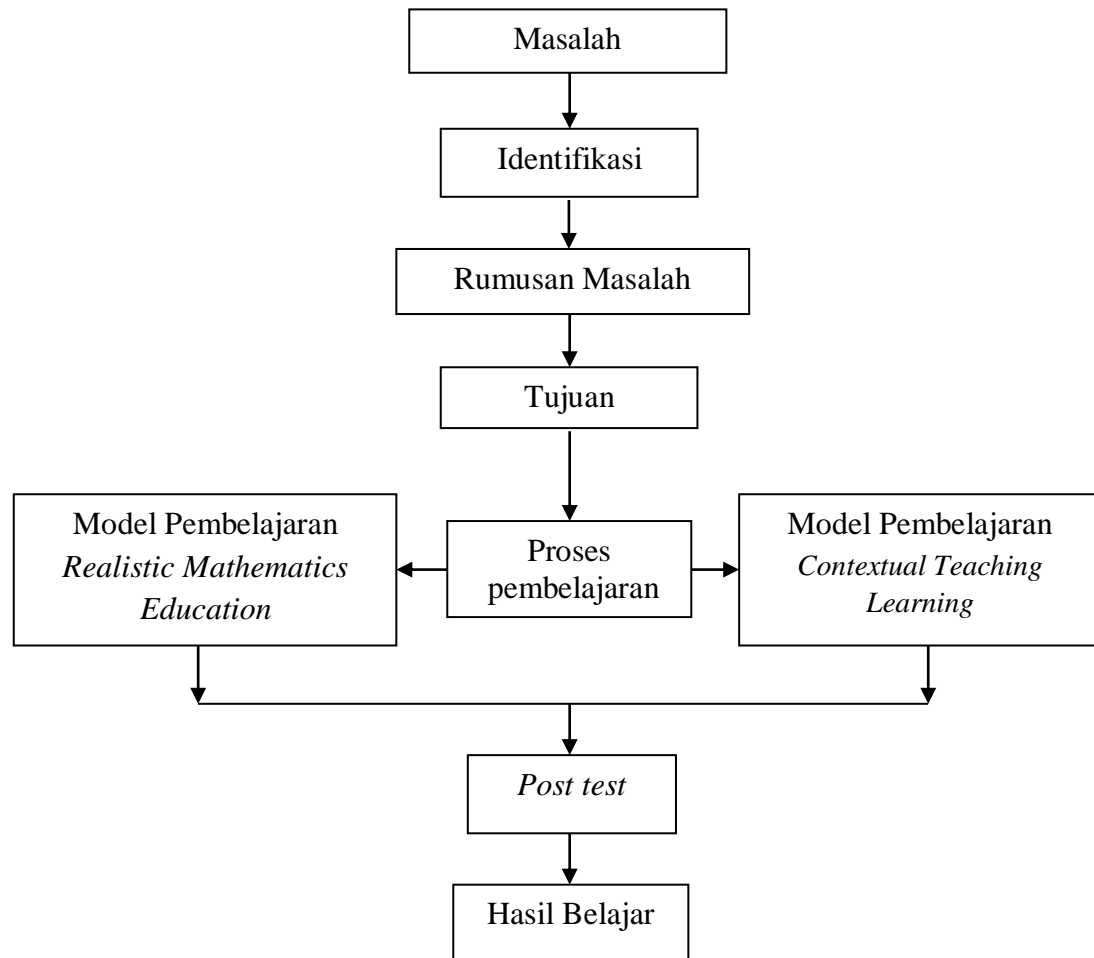 Masalah
Identifikasi
Rumusan Masalah
Tujuan
Model Pembelajaran
Realistic Mathematics
Education
Proses
pembelajaran
Model Pembelajaran
Contextual Teaching
Learning
Post test
Hasil Belajar